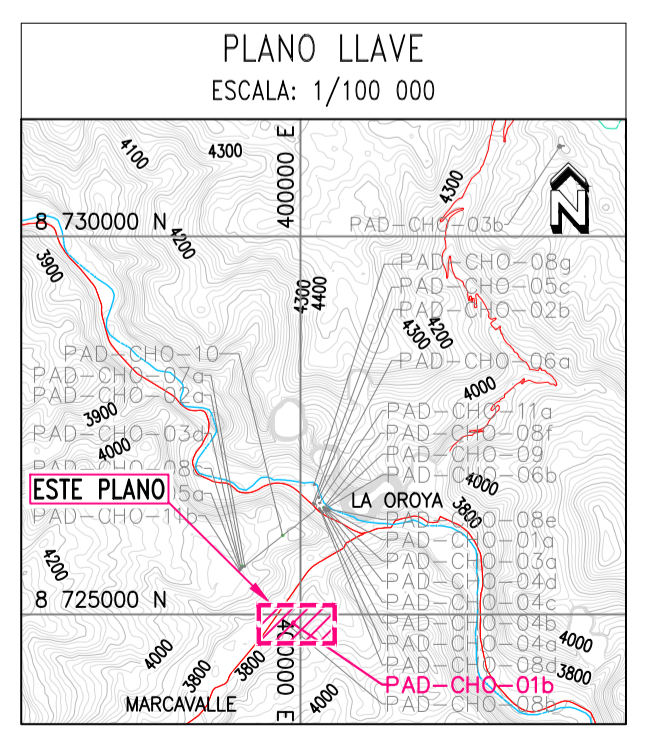 PLANO LLAVE
ESCALA: 1/100 000
4100
4300
400000 E
4300
N
8 730000 N
PAD-CHO-03b
4200
3900
PAD-CHO-08g
PAD-CHO-05c
PAD-CHO-02b
4300
4400
4300
4200
PAD-CHO-10
PAD-CHO-06a
PAD-CHO-07a
PAD-CHO-02a
4000
3900
PAD-CHO-11a
PAD-CHO-03d
PAD-CHO-08f
4000
PAD-CHO-09
PAD-CHO-06b
4000
ESTE PLANO
LA OROYA
3800
PAD-CHO-08e
PAD-CHO-01a
PAD-CHO-03a
4200
PAD-CHO-04d
PAD-CHO-04c
8 725000 N
PAD-CHO-04b
PAD-CHO-04a
4000
4000
3800
3800
PAD-CHO-08d
3800
400000 E
PAD-CHO-01b
4000
MARCAVALLE
PAD-CHO-08h